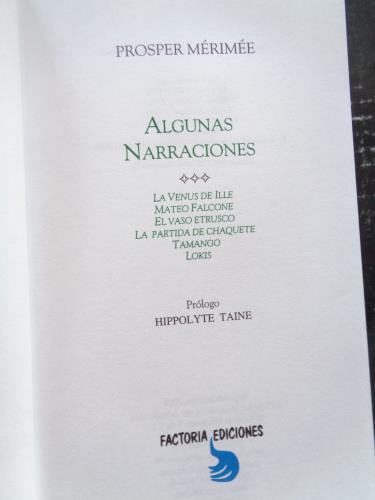 PROSPER MÉRIMÉE
ALGUNAS
NARRACIONES
LA VENUS DE ILLE
MATEO FALCONE
EL VASO ETRUSCO
LA PARTIDA DE CHAQUETE
TAMANGO
LOKIS
Prólogo
HIPPOLYTE TAINE
FACTORIA EDICIONES